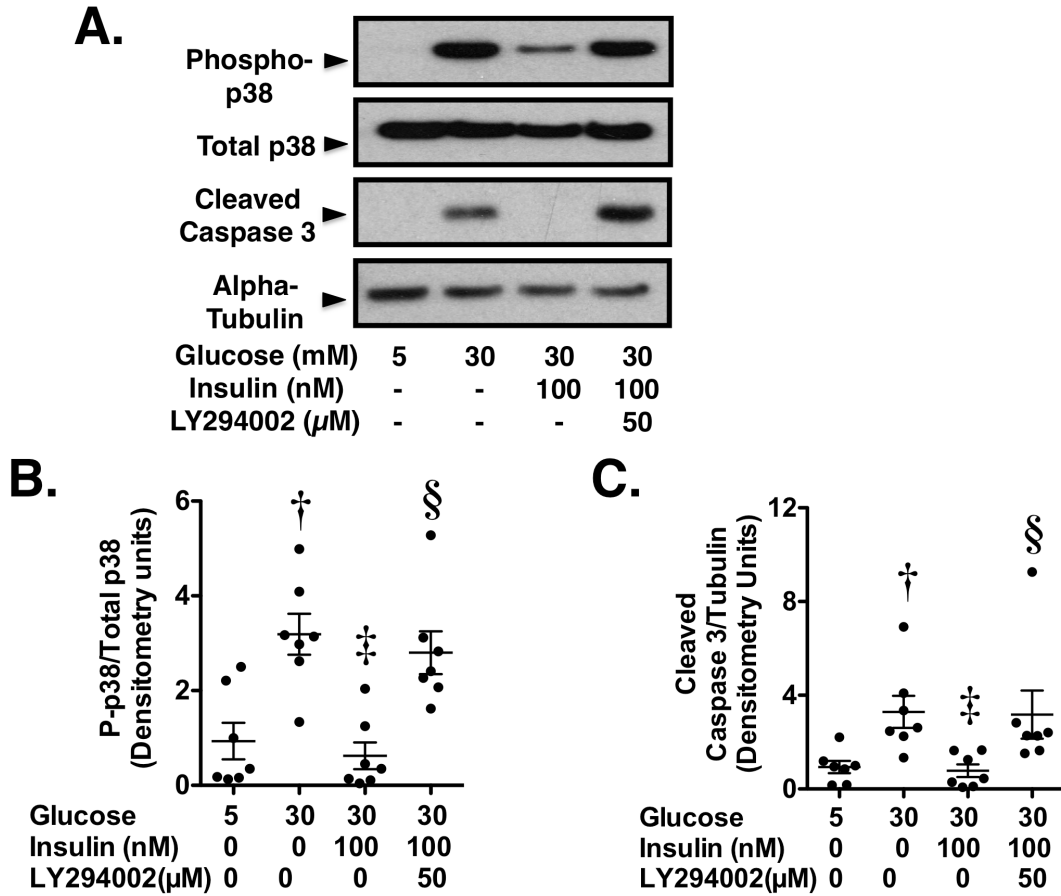 A.
Phospho-
p38
Total p38
Cleaved
Caspase 3
Alpha-
Tubulin
Glucose (mM) 5 30 30 30
Insulin (nM) - - 100 100
LY294002 (µM) - - - 50
B.
P-p38/Total p38
(Densitometry units)
6
4
2
0
† ‡ §
Glucose 5 30 30 30
Insulin (nM) 0 0 100 100
LY294002(µM) 0 0 0 50
C.
Cleaved
Caspase 3/Tubulin
(Densitometry Units)
12
8
4
0
† ‡ §
Glucose 5 30 30 30
Insulin (nM) 0 0 100 100
LY294002(µM) 0 0 0 50